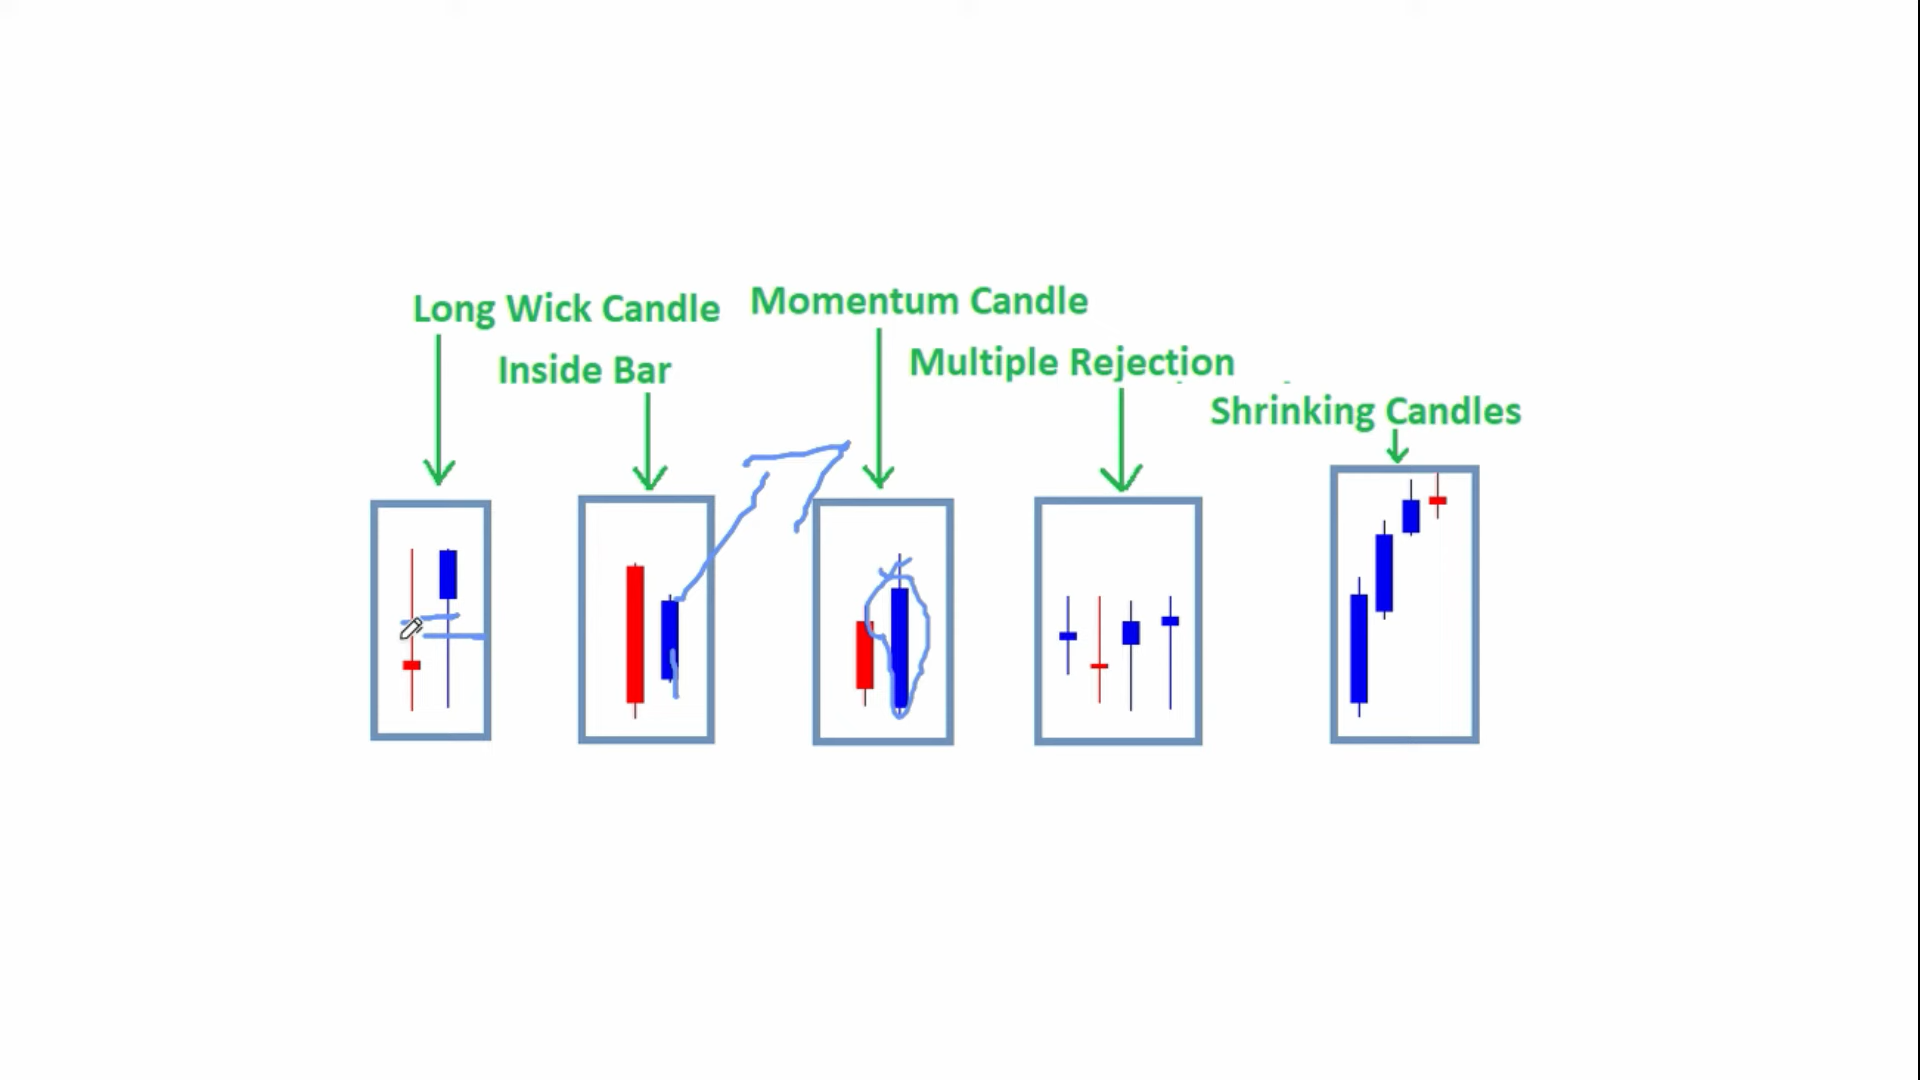 Long Wick Candle
Momentum Candle
Inside Bar
Multiple Rejection
Shrinking Candles